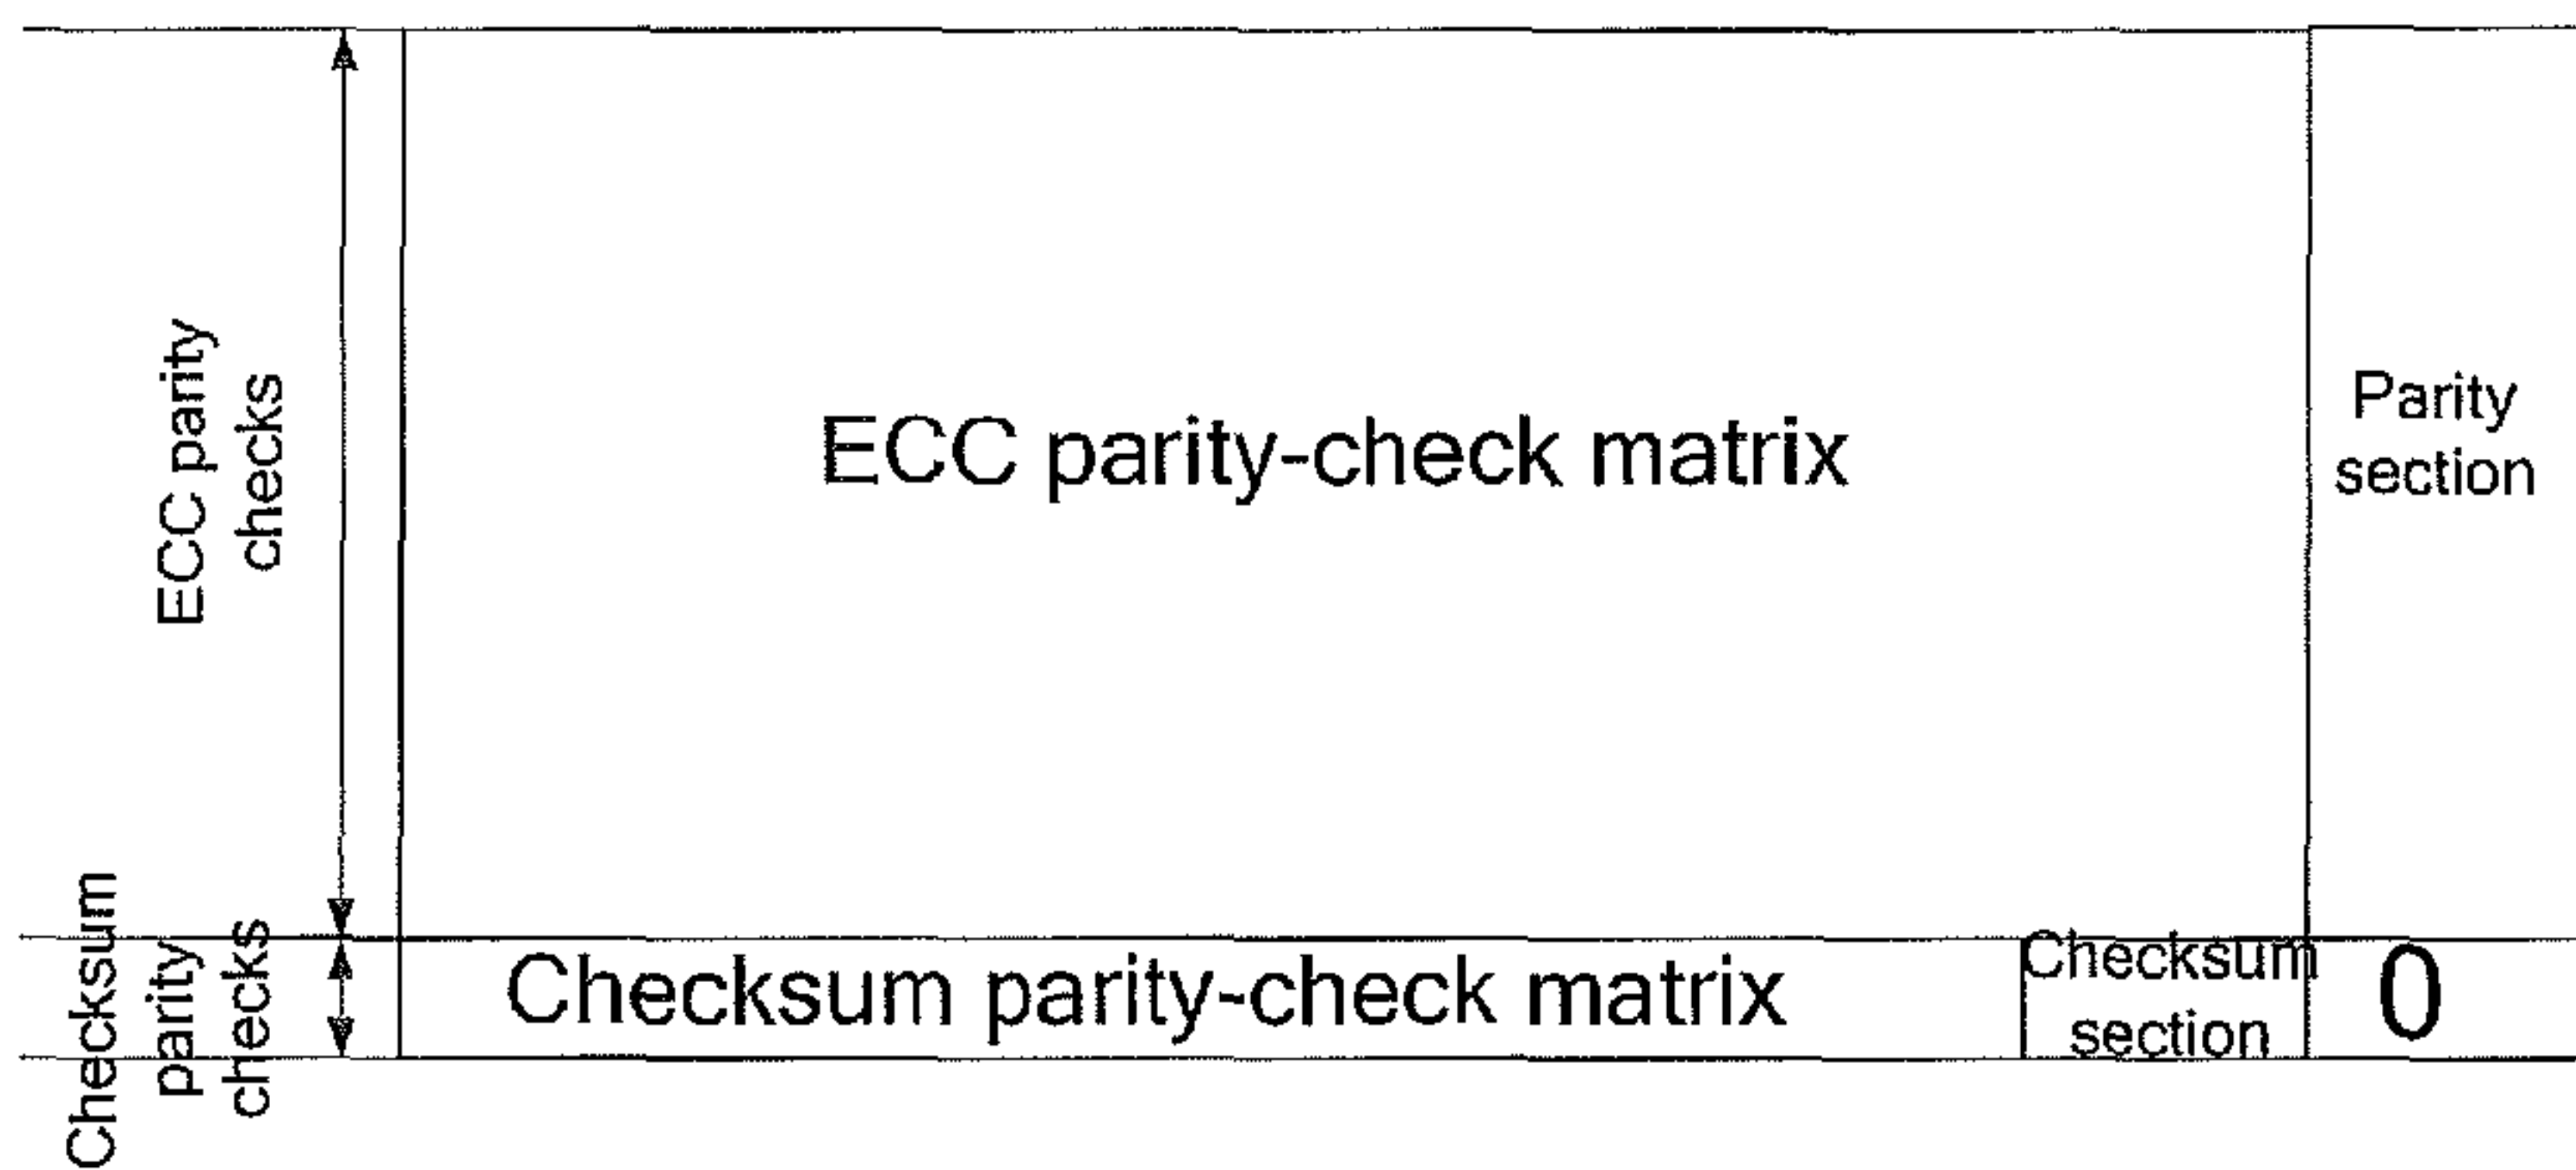 ECC parity
checks
ECC parity-check matrix
Parity
section
Checksum
parity
checks
Checksum parity-check matrix
Checksum
section
0